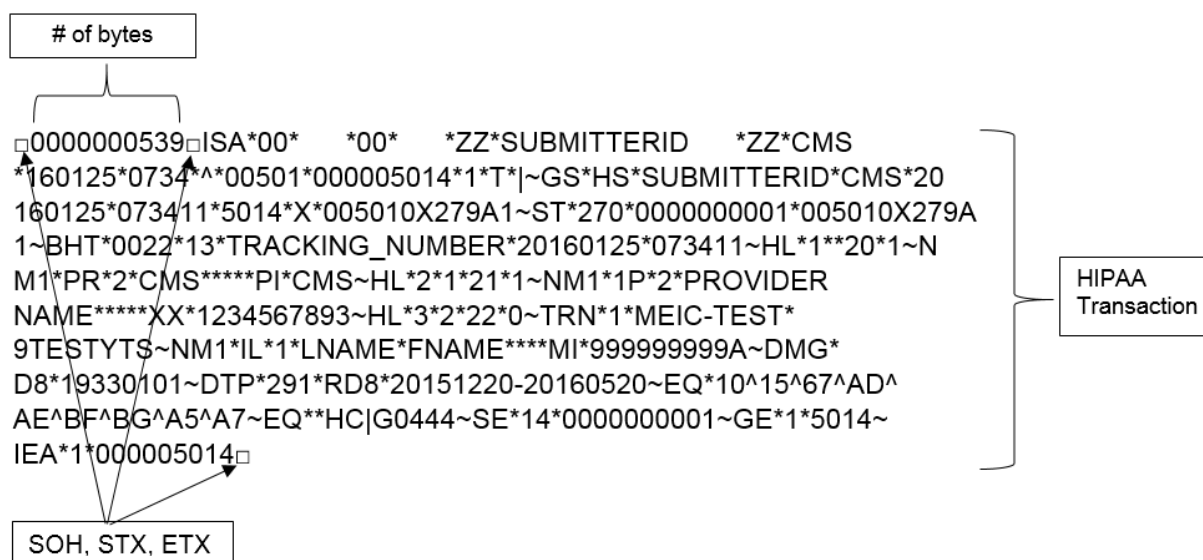 # of bytes
□0000000539□ISA*00* *00* *ZZ*SUBMITTERID *ZZ*CMS
*160125*0734*^*00501*000005014*1*T*|~GS*HS*SUBMITTERID*CMS*20
160125*073411*5014*X*005010X279A1~ST*270*0000000001*005010X279A
1~BHT*0022*13*TRACKING_NUMBER*20160125*073411~HL*1**20*1~N
M1*PR*2*CMS*****PI*CMS~HL*2*1*21*1~NM1*1P*2*PROVIDER
NAME*****XX*1234567893~HL*3*2*22*0~TRN*1*MEIC-TEST*
9TESTYTS~NM1*IL*1*LNAME*FNAME****MI*999999999A~DMG*
D8*19330101~DTP*291*RD8*20151220-20160520~EQ*10^15^67^AD^
AE^BF^BG^A5^A7~EQ**HC|G0444~SE*14*0000000001~GE*1*5014~
IEA*1*000005014□
HIPAA
Transaction
SOH, STX, ETX